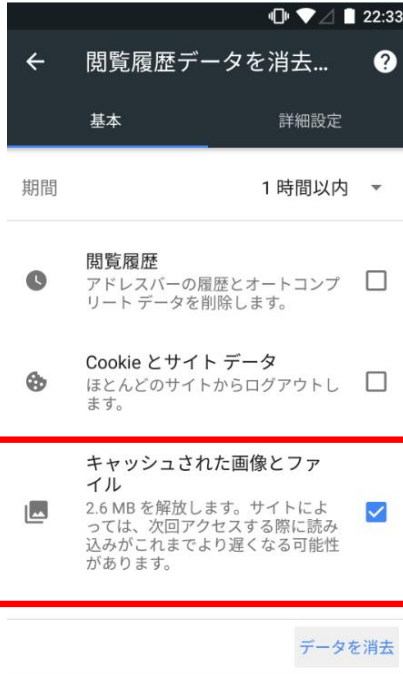 22:33
閲覧履歴データを消去...
基本 詳細設定
期間 1 時間以内
閲覧履歴
アドレスバーの履歴とオートコンプ
リート データを削除します。
Cookie とサイト データ
ほとんどのサイトからログアウトし
ます。
キャッシュされた画像とファ
イル
2.6 MB を解放します。サイトによ
っては、次回アクセスする際に読み
込みがこれまでより遅くなる可能性
があります。
データを消去